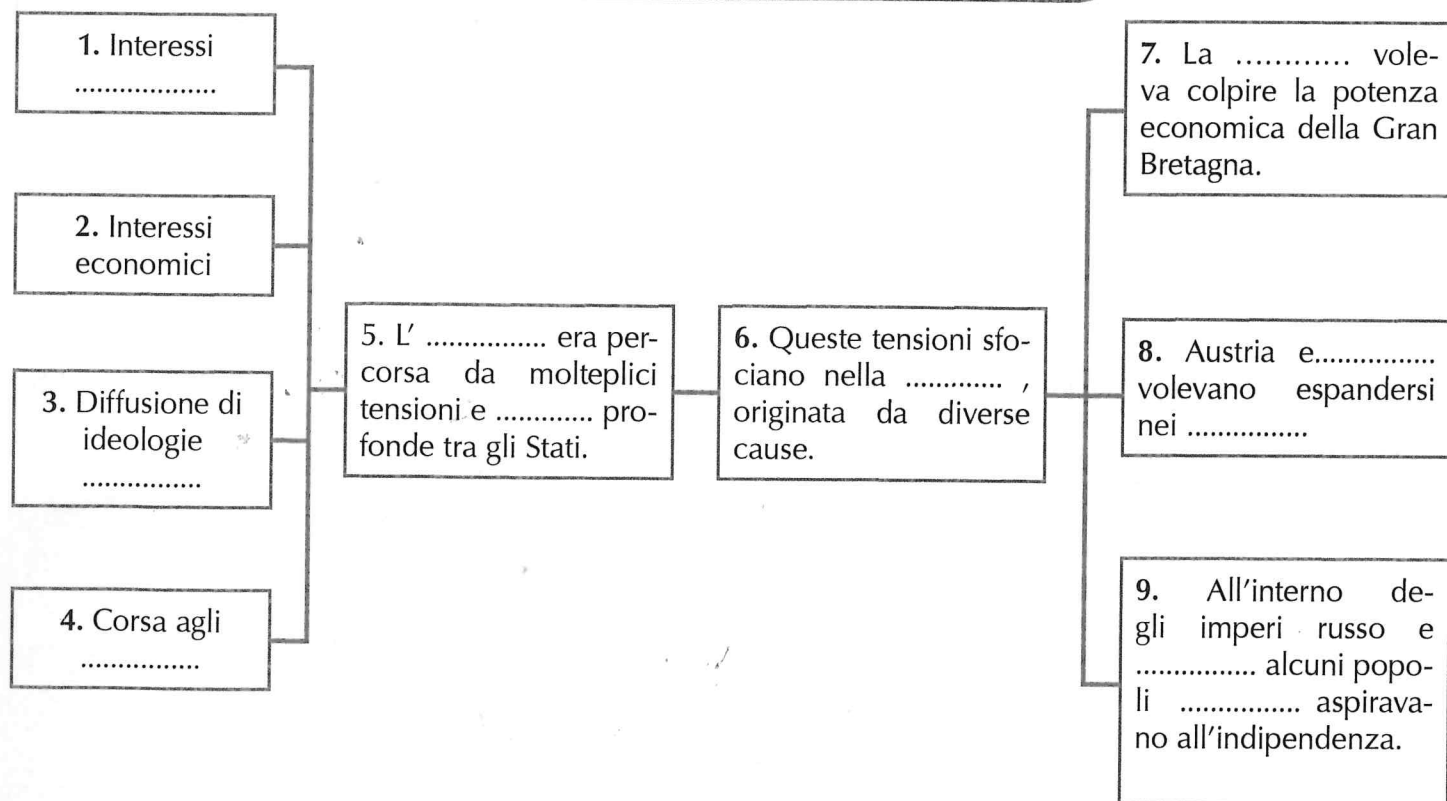 1. Interessi
....................
2. Interessi
economici
3. Diffusione di
ideologie
.................
4. Corsa agli
.................
5. L' ................. era per-
corsa da molteplici
tensioni e .............. pro-
fonde tra gli Stati.
6. Queste tensioni sfo-
ciano nella .............. ,
originata da diverse
cause.
7. La ............ vole-
va colpire la potenza
economica della Gran
Bretagna.
8. Austria e.................
volevano espandersi
nei .................
9. All'interno de-
gli imperi russo e
................. alcuni popo-
li ................. aspirava-
no all'indipendenza.